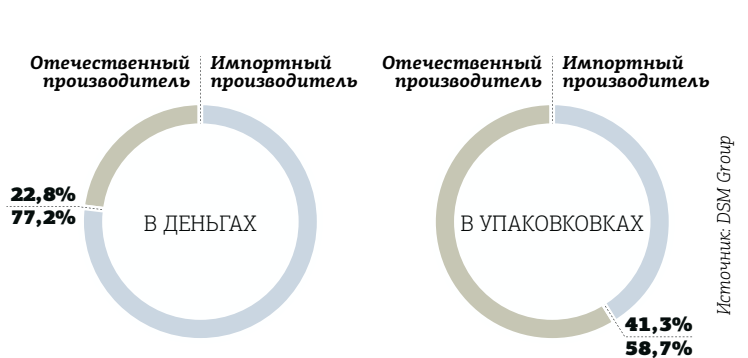 Отечественный
производитель
Импортный
производитель
22,8%
77,2%
В ДЕНЬГАХ
Отечественный
производитель
Импортный
производитель
В УПАКОВКОВКАХ
41,3%
58,7%
Источник: DSM Group